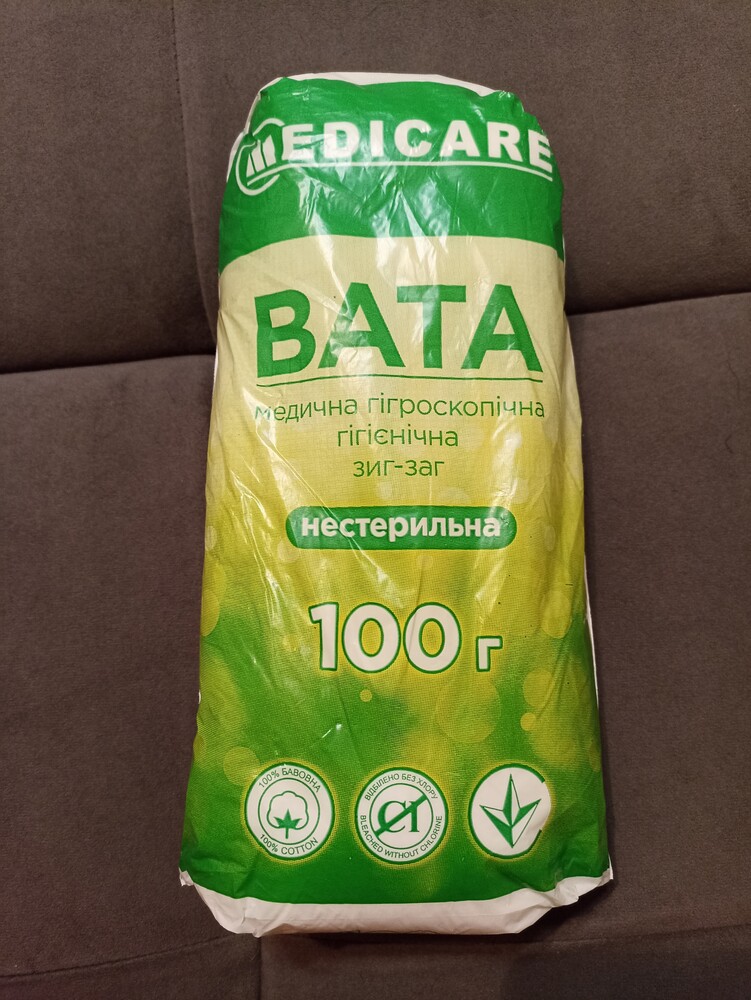 MEDICARE
ВАТА
медична гігроскопічна
гігієнічна
зиг-заг
нестерильна
100 г
100% БАВОВНА
100% COTTON
ВІДБІЛЕНО БЕЗ ХЛОРУ
Cl
BLEACHED WITHOUT CHLORINE